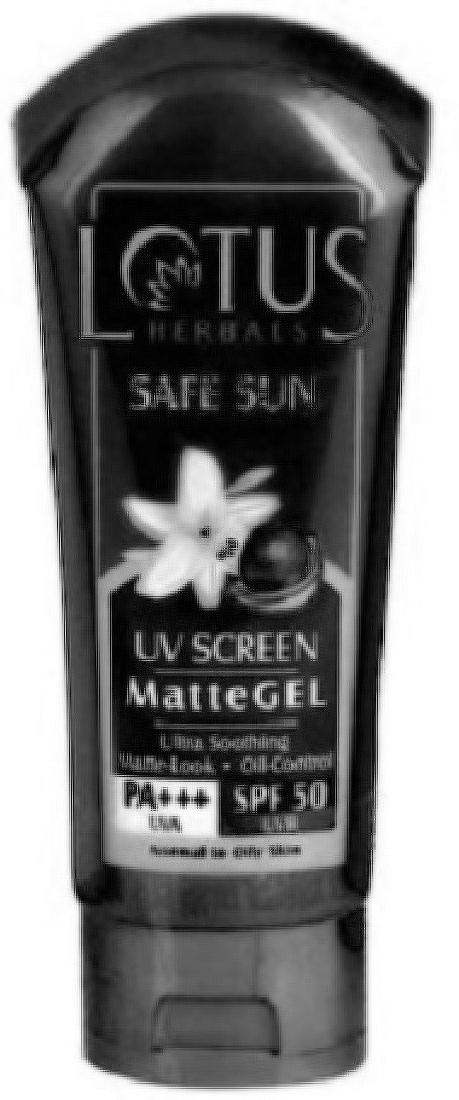 LOTUS
HERBALS
SAFE SUN
UV SCREEN
MatteGEL
Ultra Soothing
Matte-Look • Oil-Control
PA+++ SPF 50
UVA UVB
Normal to Oily Skin